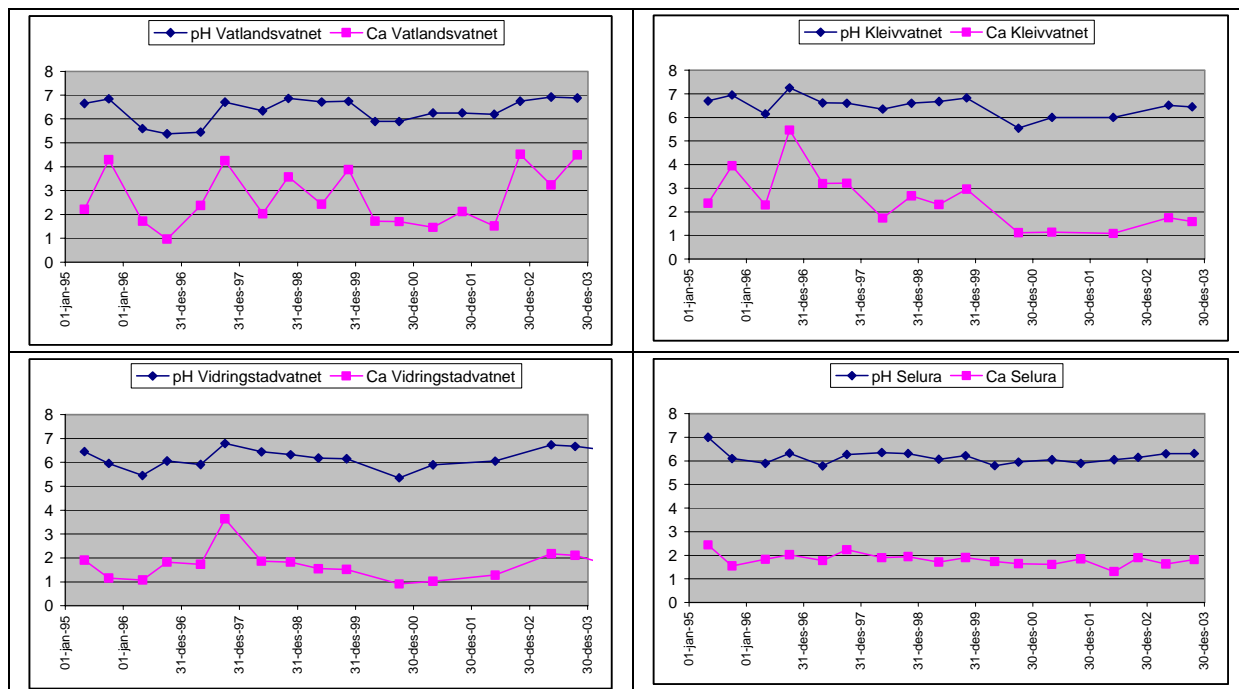 pH Vatlandsvatnet Ca Vatlandsvatnet
8
7
6
5
4
3
2
1
0
01-jan-95
01-jan-96
31-des-96
31-des-97
31-des-98
31-des-99
30-des-00
30-des-01
30-des-02
30-des-03
pH Kleivvatnet Ca Kleivvatnet
8
7
6
5
4
3
2
1
0
01-jan-95
01-jan-96
31-des-96
31-des-97
31-des-98
31-des-99
30-des-00
30-des-01
30-des-02
30-des-03
pH Vidringstadvatnet Ca Vidringstadvatnet
8
7
6
5
4
3
2
1
0
01-jan-95
01-jan-96
31-des-96
31-des-97
31-des-98
31-des-99
30-des-00
30-des-01
30-des-02
30-des-03
pH Selura Ca Selura
8
7
6
5
4
3
2
1
0
01-jan-95
01-jan-96
31-des-96
31-des-97
31-des-98
31-des-99
30-des-00
30-des-01
30-des-02
30-des-03